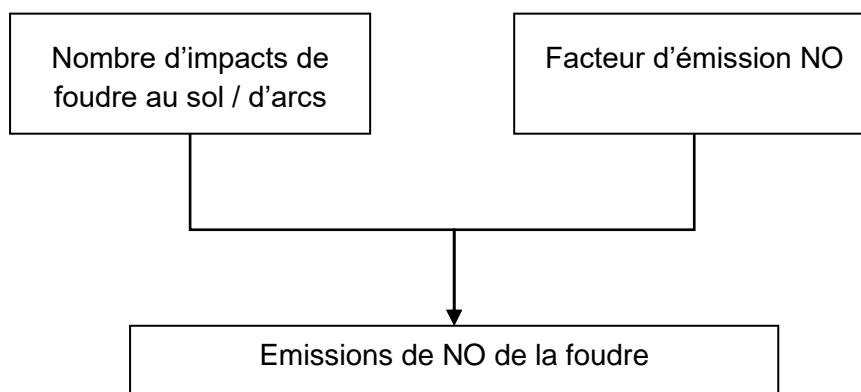 Nombre d’impacts de
foudre au sol / d’arcs
Facteur d’émission NO
Emissions de NO de la foudre